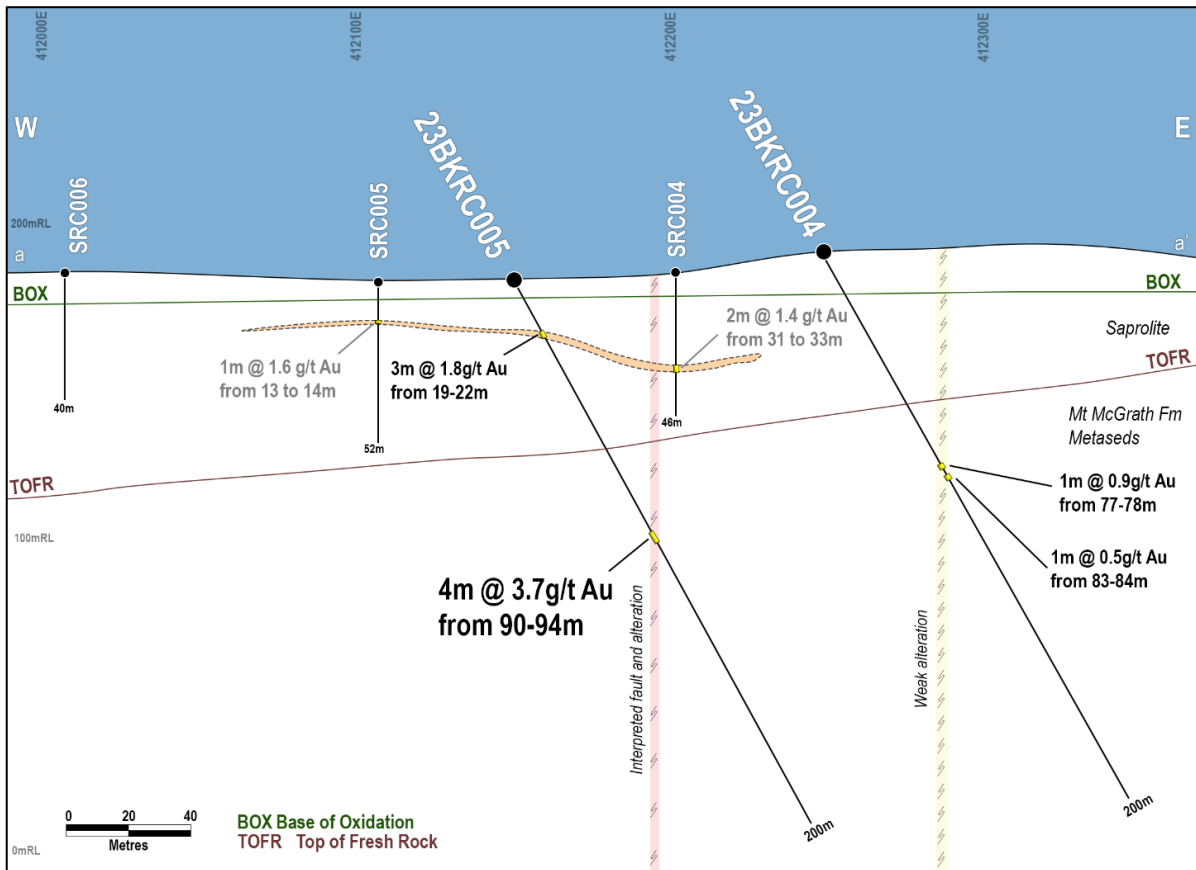 412000E
412100E
412200E
412300E
W
E
SRC006
SRC005
23BKRC005
SRC004
23BKRC004
200mRL
a
a'
BOX
BOX
Saprolite
TOFR
1m @ 1.6 g/t Au
from 13 to 14m
3m @ 1.8g/t Au
from 19-22m
2m @ 1.4 g/t Au
from 31 to 33m
40m
52m
46m
Mt McGrath Fm
Metaseds
TOFR
1m @ 0.9g/t Au
from 77-78m
100mRL
1m @ 0.5g/t Au
from 83-84m
4m @ 3.7g/t Au
from 90-94m
Interpreted fault and alteration
Weak alteration
200m
200m
0 20 40
Metres
BOX Base of Oxidation
TOFR Top of Fresh Rock
0mRL